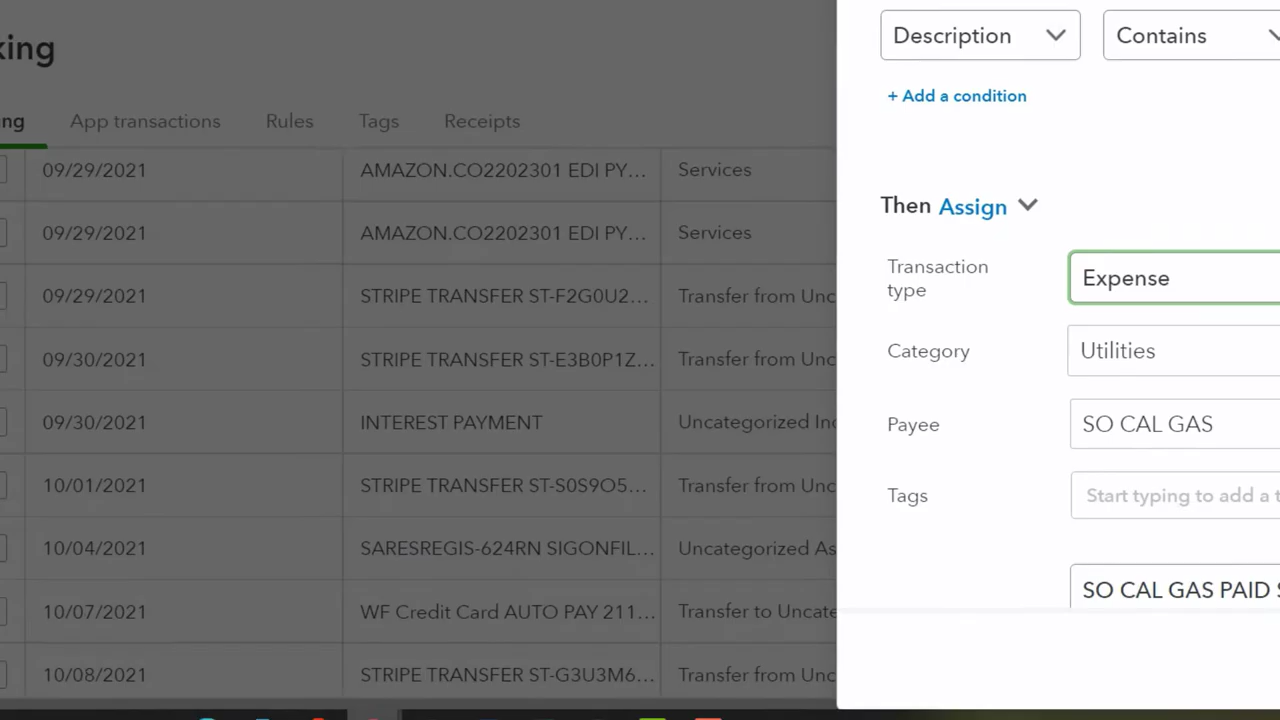 king
ng App transactions Rules Tags Receipts
09/29/2021 AMAZON.CO2202301 EDI PY... Services
09/29/2021 AMAZON.CO2202301 EDI PY... Services
09/29/2021 STRIPE TRANSFER ST-F2G0U2... Transfer from Unc
09/30/2021 STRIPE TRANSFER ST-E3B0P1Z... Transfer from Unc
09/30/2021 INTEREST PAYMENT Uncategorized Inc
10/01/2021 STRIPE TRANSFER ST-S0S9O5... Transfer from Unc
10/04/2021 SARESREGIS-624RN SIGONFIL... Uncategorized As
10/07/2021 WF Credit Card AUTO PAY 211... Transfer to Uncate
10/08/2021 STRIPE TRANSFER ST-G3U3M6... Transfer from Unc
Description Contains
+ Add a condition
Then Assign
Transaction
type
Expense
Category Utilities
Payee SO CAL GAS
Tags Start typing to add a t
SO CAL GAS PAID S